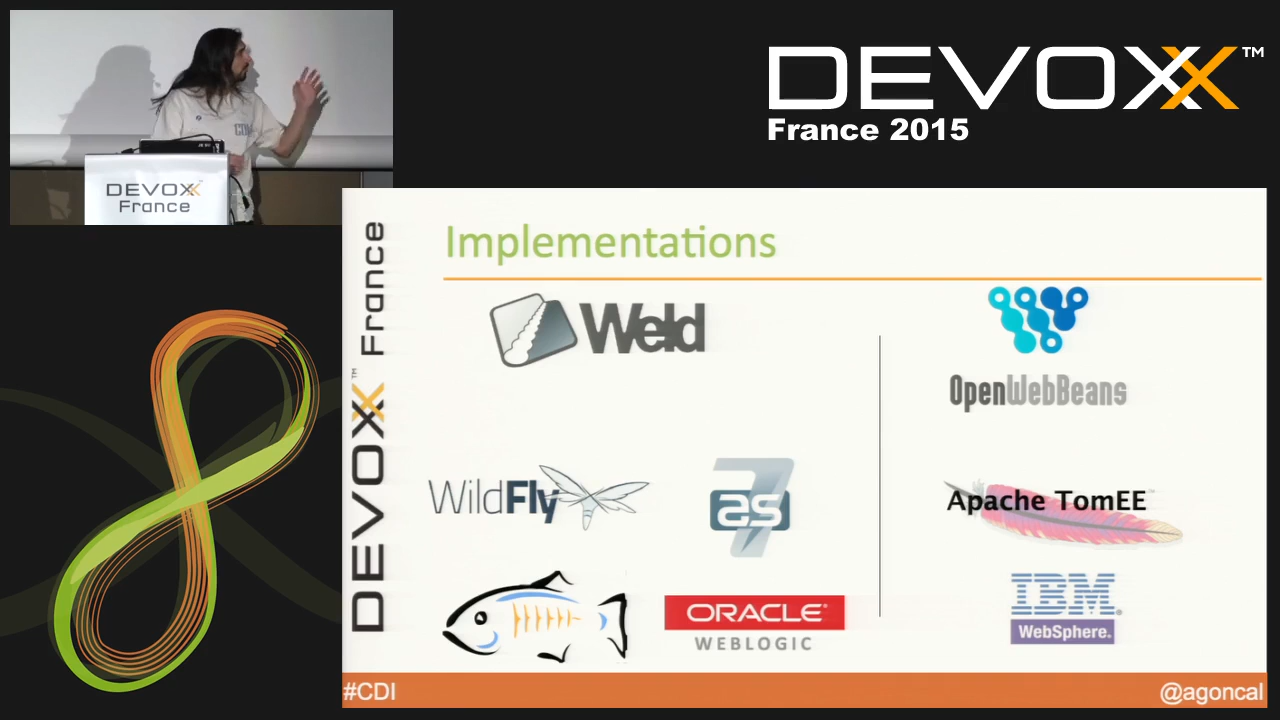 DEVOXX™
France 2015
DEVOXX
France
DEVOXX™ France
Implementations
Weld
OpenWebBeans
WildFly
as 7
Apache TomEE™
ORACLE®
WEBLOGIC
IBM®
WebSphere®
#CDI
@agoncal